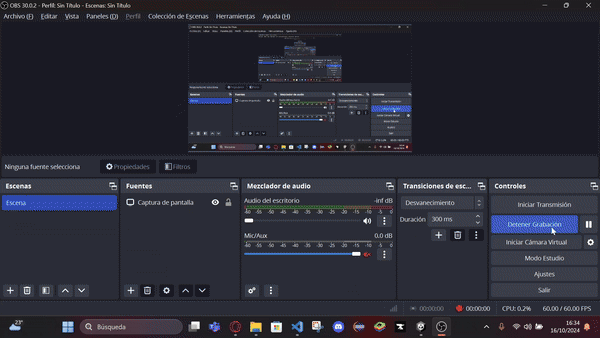 OBS 30.0.2 - Perfil: Sin Título - Escenas: Sin Título
Archivo (F) Editar Vista Paneles (D) Perfil Colección de Escenas Herramientas Ayuda (H)
Ninguna fuente selecciona Propiedades Filtros
Escenas Fuentes Mezclador de audio Transiciones de esc... Controles
Escena
Captura de pantalla
Audio del escritorio -inf dB
-60 -55 -50 -45 -40 -35 -30 -25 -20 -15 -10 -5 0
Mic/Aux 0.0 dB
-60 -55 -50 -45 -40 -35 -30 -25 -20 -15 -10 -5 0
Desvanecimiento
Duración 300 ms
Iniciar Transmisión
Detener Grabación
Iniciar Cámara Virtual
Modo Estudio
Ajustes
Salir
00:00:00 00:00:00 CPU: 0.2% 60.00 / 60.00 FPS
23°
Búsqueda
16:34
16/10/2024